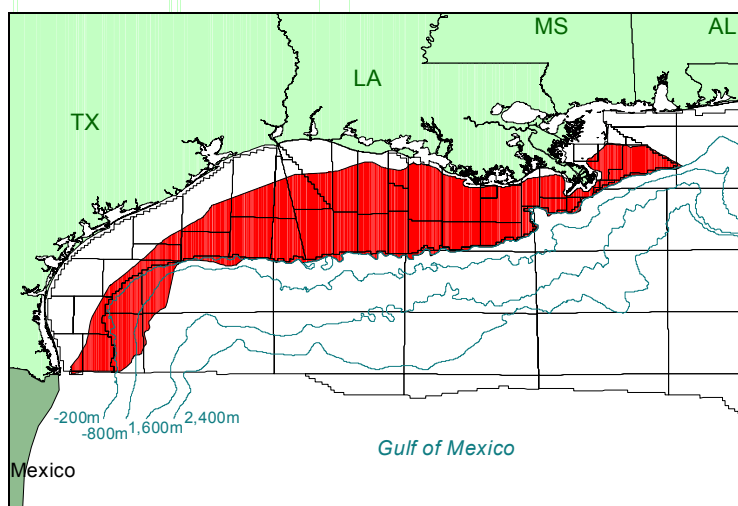 MS
AL
LA
TX
-200m
-800m
1,600m
2,400m
Gulf of Mexico
Mexico